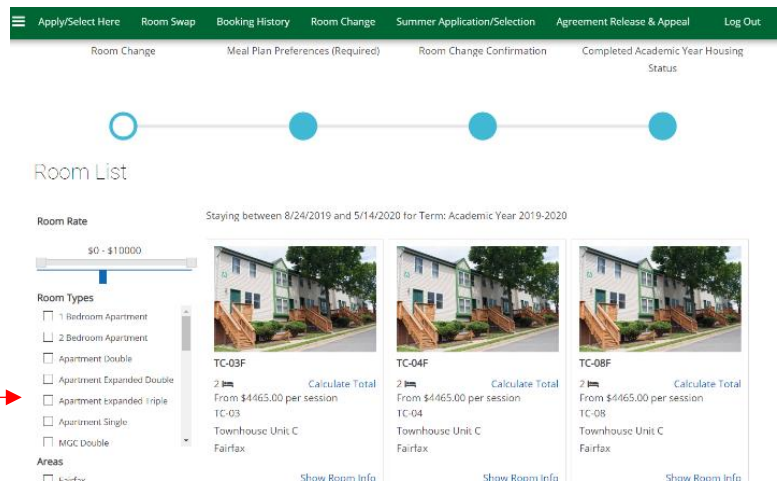 Apply/Select Here Room Swap Booking History Room Change Summer Application/Selection Agreement Release & Appeal Log Out
Room Change Meal Plan Preferences (Required) Room Change Confirmation Completed Academic Year Housing Status
Room List
Room Rate
$0 - $10000
Room Types
1 Bedroom Apartment
2 Bedroom Apartment
Apartment Double
Apartment Expanded Double
Apartment Expanded Triple
Apartment Single
MGC Double
Areas
Fairfax
Staying between 8/24/2019 and 5/14/2020 for Term: Academic Year 2019-2020
TC-03F
2 Calculate Total
From $4465.00 per session
TC-03
Townhouse Unit C
Fairfax
Show Room Info
TC-04F
2 Calculate Total
From $4465.00 per session
TC-04
Townhouse Unit C
Fairfax
Show Room Info
TC-08F
2 Calculate Total
From $4465.00 per session
TC-08
Townhouse Unit C
Fairfax
Show Room Info